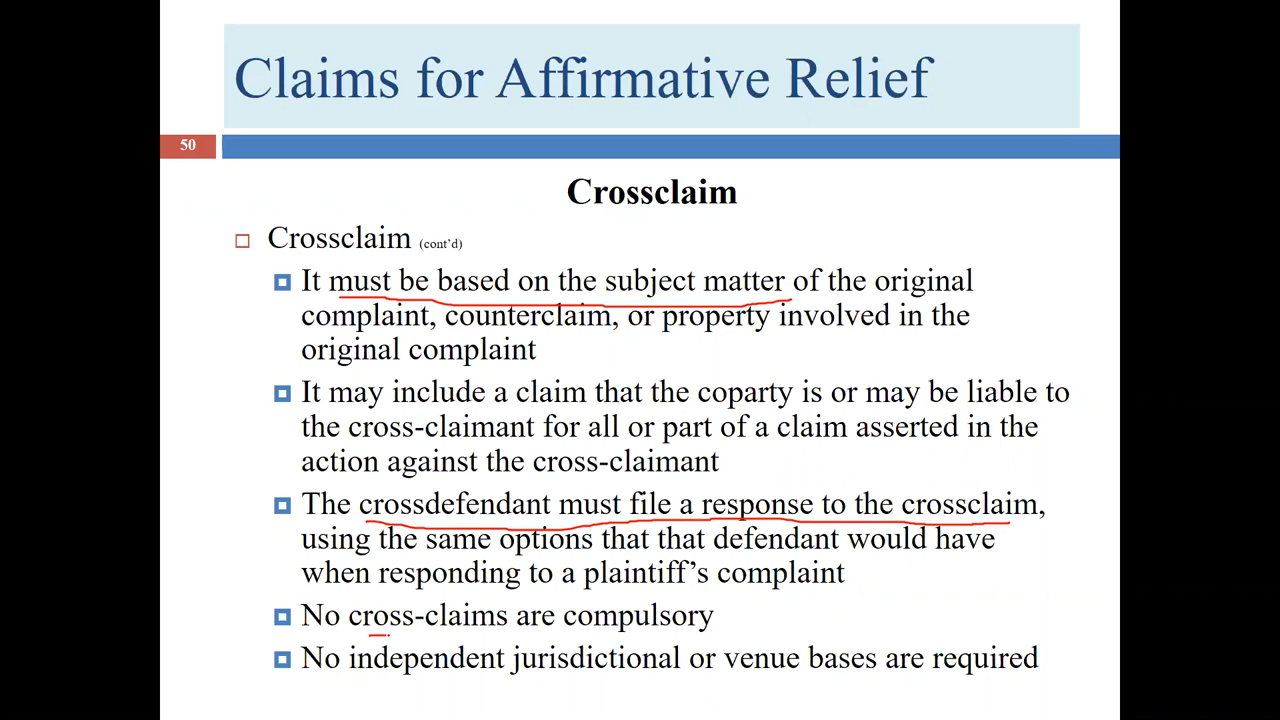 Claims for Affirmative Relief
50
Crossclaim
Crossclaim (cont’d)
It must be based on the subject matter of the original
complaint, counterclaim, or property involved in the
original complaint
It may include a claim that the coparty is or may be liable to
the cross-claimant for all or part of a claim asserted in the
action against the cross-claimant
The crossdefendant must file a response to the crossclaim,
using the same options that that defendant would have
when responding to a plaintiff’s complaint
No cross-claims are compulsory
No independent jurisdictional or venue bases are required